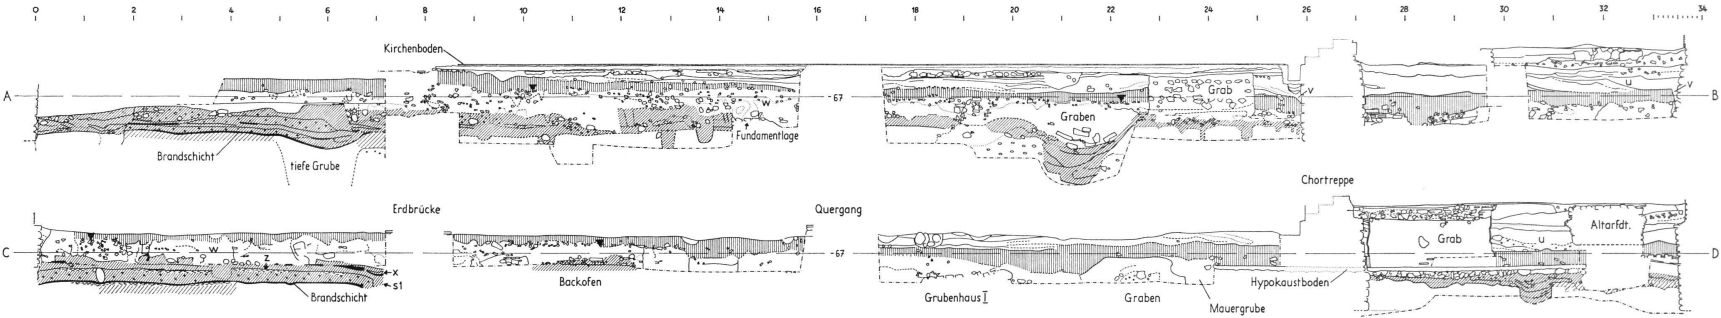 0 2 4 6 8 10 12 14 16 18 20 22 24 26 28 30 32 34
Kirchenboden
A - 67 B
w Grab v u v
Graben
Fundamentlage
Brandschicht
tiefe Grube
Chortreppe
Erdbrücke Quergang
Altarfdt.
w z Grab u
C - 67 D
x
s1
Backofen Hypokaustboden
Brandschicht Grubenhaus I Graben
Mauergrube